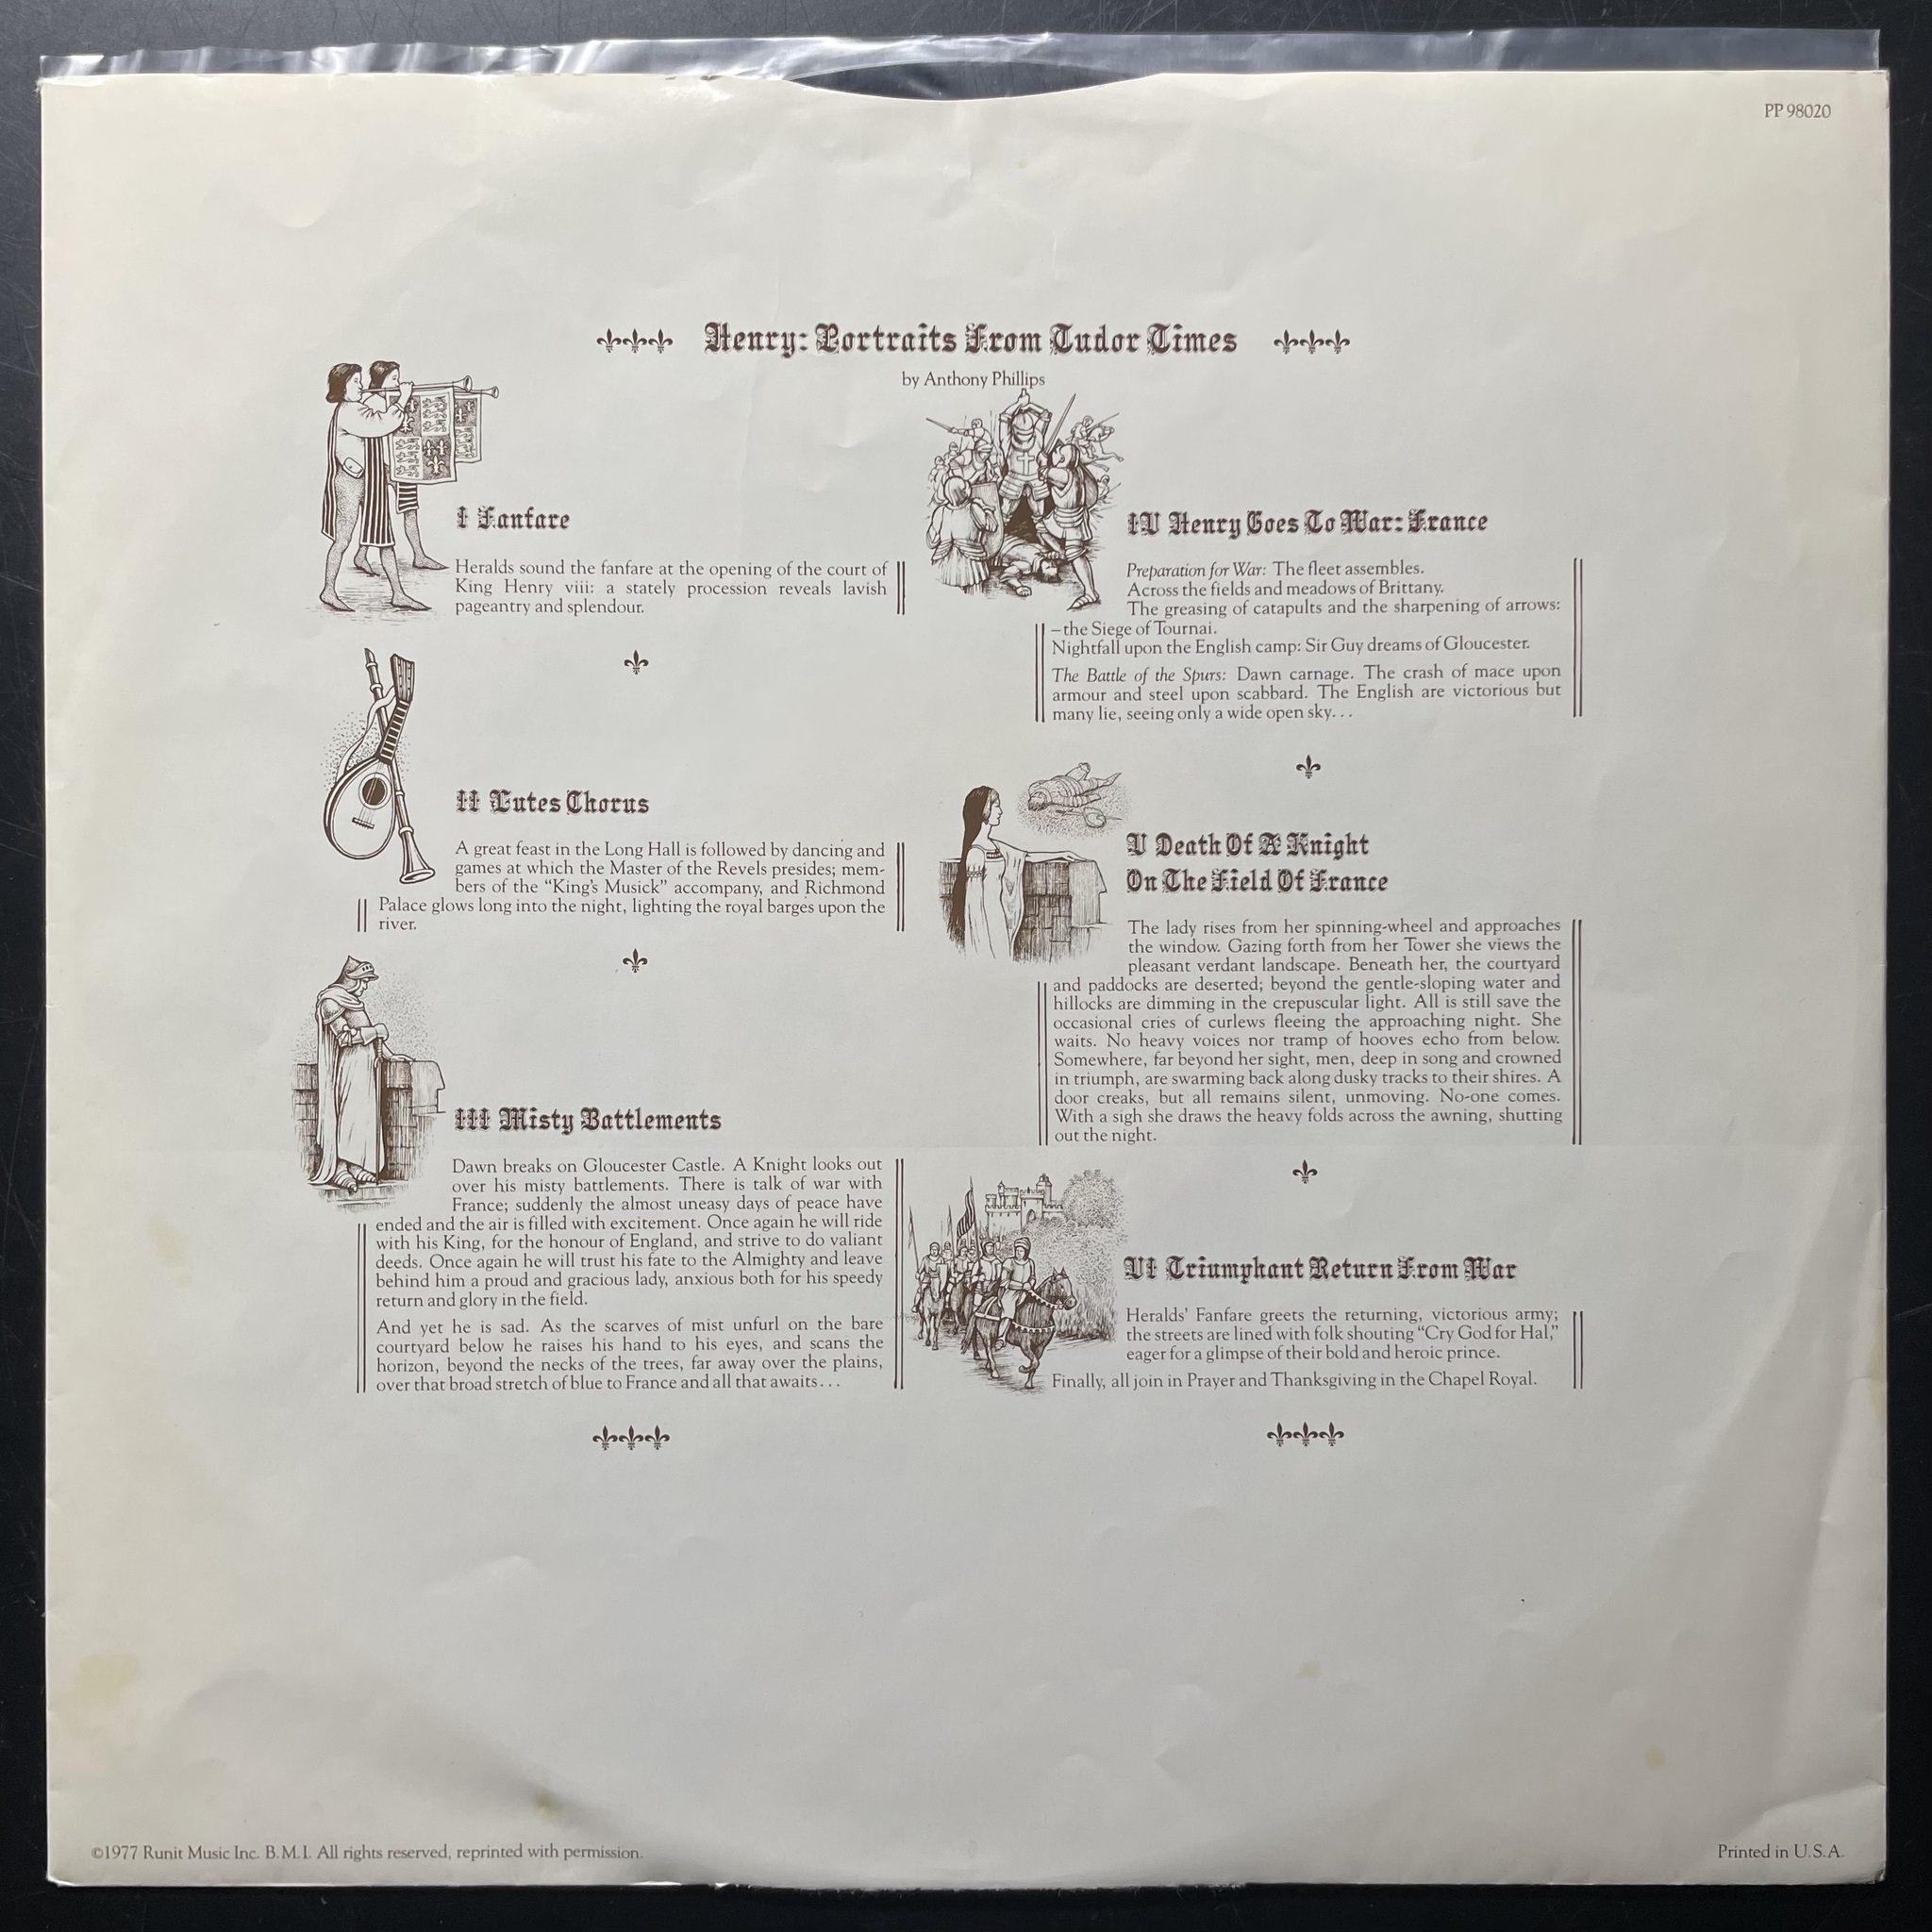 PP 98020
Henry: Portraits From Tudor Times
by Anthony Phillips
I Fanfare
Heralds sound the fanfare at the opening of the court of
King Henry viii: a stately procession reveals lavish
pageantry and splendour.
II Lutes Chorus
A great feast in the Long Hall is followed by dancing and
games at which the Master of the Revels presides; mem-
bers of the “King's Musick” accompany, and Richmond
Palace glows long into the night, lighting the royal barges upon the
river.
III Misty Battlements
Dawn breaks on Gloucester Castle. A Knight looks out
over his misty battlements. There is talk of war with
France; suddenly the almost uneasy days of peace have
ended and the air is filled with excitement. Once again he will ride
with his King, for the honour of England, and strive to do valiant
deeds. Once again he will trust his fate to the Almighty and leave
behind him a proud and gracious lady, anxious both for his speedy
return and glory in the field.
And yet he is sad. As the scarves of mist unfurl on the bare
courtyard below he raises his hand to his eyes, and scans the
horizon, beyond the necks of the trees, far away over the plains,
over that broad stretch of blue to France and all that awaits...
IV Henry Goes To War: France
Preparation for War: The fleet assembles.
Across the fields and meadows of Brittany.
The greasing of catapults and the sharpening of arrows:
–the Siege of Tournai.
Nightfall upon the English camp: Sir Guy dreams of Gloucester.
The Battle of the Spurs: Dawn carnage. The crash of mace upon
armour and steel upon scabbard. The English are victorious but
many lie, seeing only a wide open sky...
V Death Of A Knight
On The Field Of France
The lady rises from her spinning-wheel and approaches
the window. Gazing forth from her Tower she views the
pleasant verdant landscape. Beneath her, the courtyard
and paddocks are deserted; beyond the gentle-sloping water and
hillocks are dimming in the crepuscular light. All is still save the
occasional cries of curlews fleeing the approaching night. She
waits. No heavy voices nor tramp of hooves echo from below.
Somewhere, far beyond her sight, men, deep in song and crowned
in triumph, are swarming back along dusky tracks to their shires. A
door creaks, but all remains silent, unmoving. No-one comes.
With a sigh she draws the heavy folds across the awning, shutting
out the night.
VI Triumphant Return From War
Heralds' Fanfare greets the returning, victorious army;
the streets are lined with folk shouting “Cry God for Hal,”
eager for a glimpse of their bold and heroic prince.
Finally, all join in Prayer and Thanksgiving in the Chapel Royal.
©1977 Runit Music Inc. B.M.I. All rights reserved, reprinted with permission.
Printed in U.S.A.